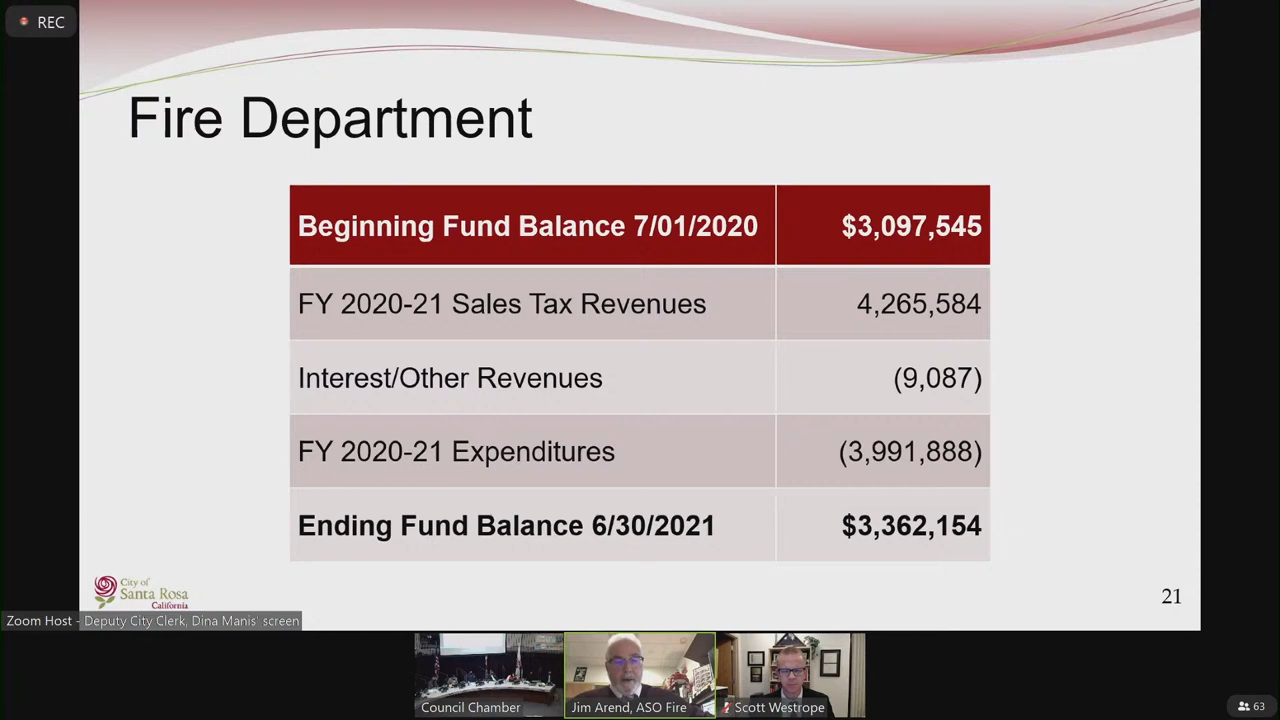 REC
Fire Department
Beginning Fund Balance 7/01/2020 $3,097,545
FY 2020-21 Sales Tax Revenues 4,265,584
Interest/Other Revenues (9,087)
FY 2020-21 Expenditures (3,991,888)
Ending Fund Balance 6/30/2021 $3,362,154
City of
Santa Rosa
California
21
Zoom Host - Deputy City Clerk, Dina Manis' screen
Council Chamber
Jim Arend, ASO Fire
Scott Westrope
63